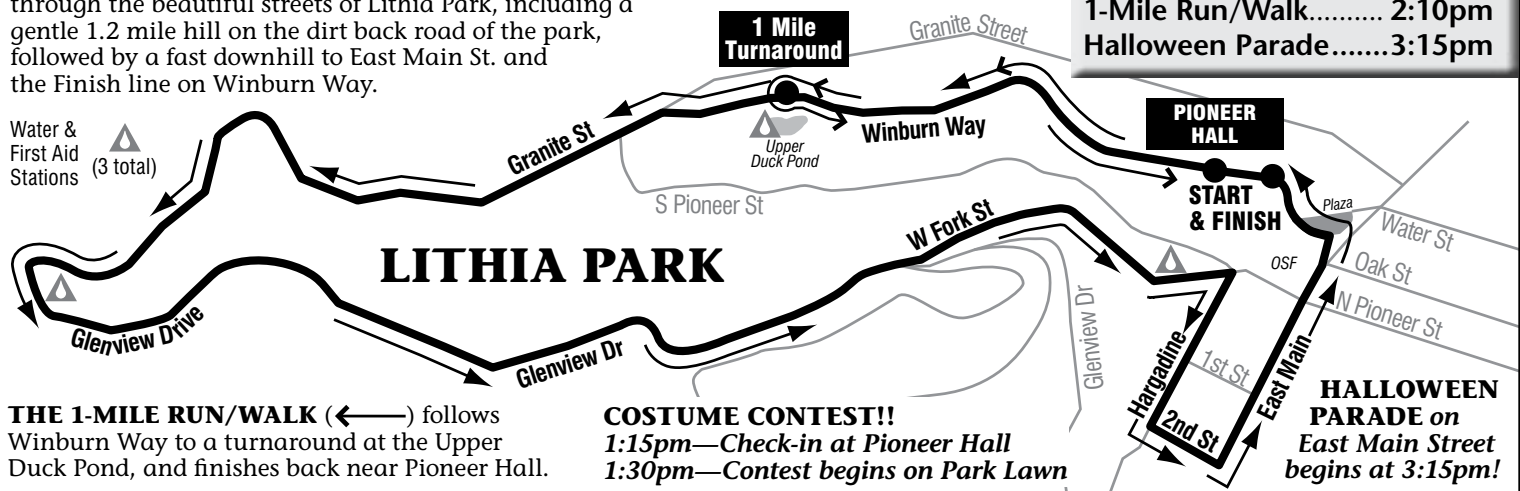 through the beautiful streets of Lithia Park, including a
gentle 1.2 mile hill on the dirt back road of the park,
followed by a fast downhill to East Main St. and
the Finish line on Winburn Way.
1-Mile Run/Walk.......... 2:10pm
Halloween Parade.......3:15pm
1 Mile
Turnaround
Granite Street
PIONEER
HALL
Water &
First Aid
Stations
(3 total)
Granite St
Upper
Duck Pond
Winburn Way
START
& FINISH
Plaza
S Pioneer St
W Fork St
Water St
LITHIA PARK
OSF
Oak St
N Pioneer St
Glenview Drive
Glenview Dr
Glenview Dr
Hargadine
1st St
East Main
2nd St
THE 1-MILE RUN/WALK (←) follows
Winburn Way to a turnaround at the Upper
Duck Pond, and finishes back near Pioneer Hall.
COSTUME CONTEST!!
1:15pm—Check-in at Pioneer Hall
1:30pm—Contest begins on Park Lawn
HALLOWEEN
PARADE on
East Main Street
begins at 3:15pm!